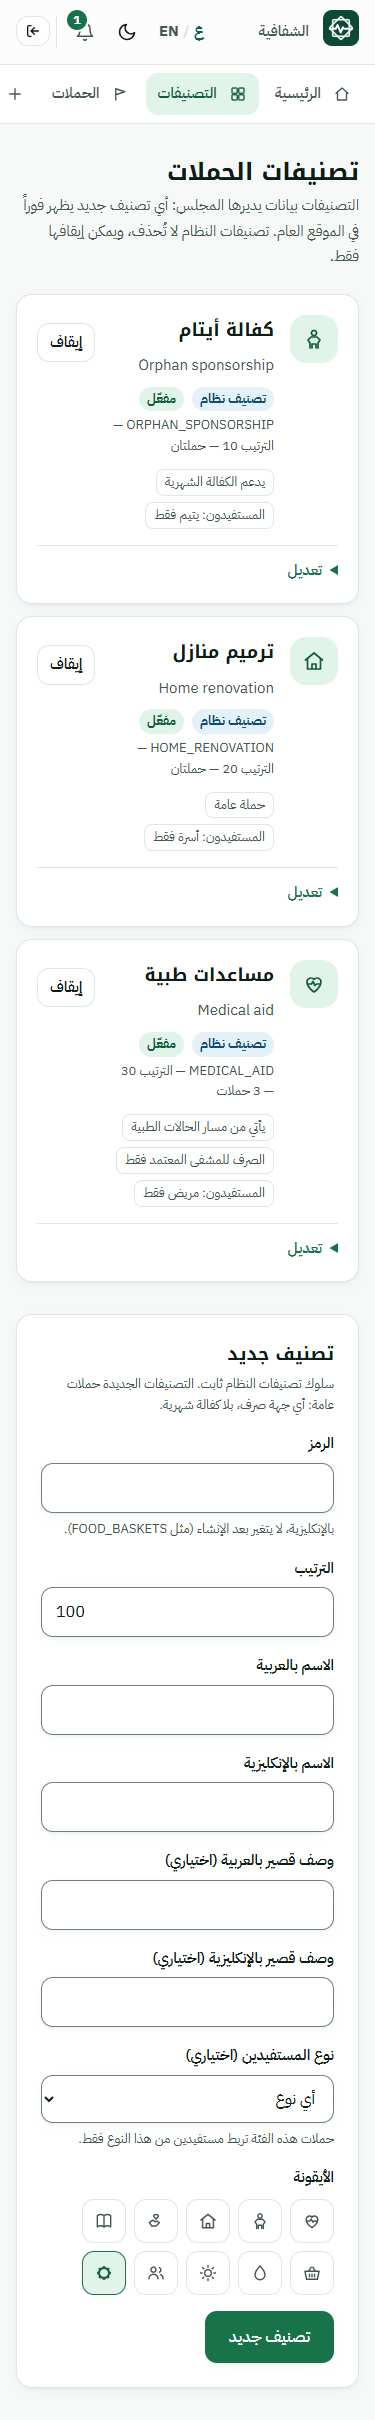 الشفافية
ع / EN
1
الرئيسية
التصنيفات
الحملات
تصنيفات الحملات
التصنيفات بيانات يديرها المجلس: أي تصنيف جديد يظهر فوراً
في الموقع العام. تصنيفات النظام لا تُحذف، ويمكن إيقافها
فقط.
كفالة أيتام
إيقاف
Orphan sponsorship
تصنيف نظام
مفعّل
ORPHAN_SPONSORSHIP —
الترتيب 10 — حملتان
يدعم الكفالة الشهرية
المستفيدون: يتيم فقط
تعديل
ترميم منازل
إيقاف
Home renovation
تصنيف نظام
مفعّل
HOME_RENOVATION —
الترتيب 20 — حملتان
حملة عامة
المستفيدون: أسرة فقط
تعديل
مساعدات طبية
إيقاف
Medical aid
تصنيف نظام
مفعّل
MEDICAL_AID — الترتيب 30
— 3 حملات
يأتي من مسار الحالات الطبية
الصرف للمشفى المعتمد فقط
المستفيدون: مريض فقط
تعديل
تصنيف جديد
سلوك تصنيفات النظام ثابت. التصنيفات الجديدة حملات
عامة: أي جهة صرف، بلا كفالة شهرية.
الرمز
بالإنكليزية، لا يتغير بعد الإنشاء (مثل FOOD_BASKETS).
الترتيب
100
الاسم بالعربية
الاسم بالإنكليزية
وصف قصير بالعربية (اختياري)
وصف قصير بالإنكليزية (اختياري)
نوع المستفيدين (اختياري)
أي نوع
حملات هذه الفئة تربط مستفيدين من هذا النوع فقط.
الأيقونة
تصنيف جديد